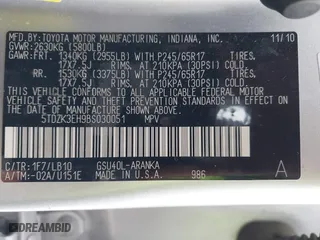 MFD.BY:TOYOTA MOTOR MANUFACTURING, INDIANA, INC. 11/10
GVWR:2630KG (5800LB)
GAWR:FRT. 1340KG (2955LB) WITH P245/65R17 TIRES,
17X7.5J RIMS, AT 210KPA (30PSI) COLD
RR. 1530KG (3375LB) WITH P245/65R17 TIRES,
17X7.5J RIMS, AT 210KPA (30PSI) COLD
THIS VEHICLE CONFORMS TO ALL APPLICABLE FEDERAL MOTOR
VEHICLE SAFETY AND THEFT PREVENTION STANDARDS IN
EFFECT ON THE DATE OF MANUFACTURE SHOWN ABOVE.
5TDZK3EH9BS030051 MPV
C/TR:1F7/LB10 GSU40L-ARANKA
A/TM:-02A/U151E MADE IN U.S.A. 986 A